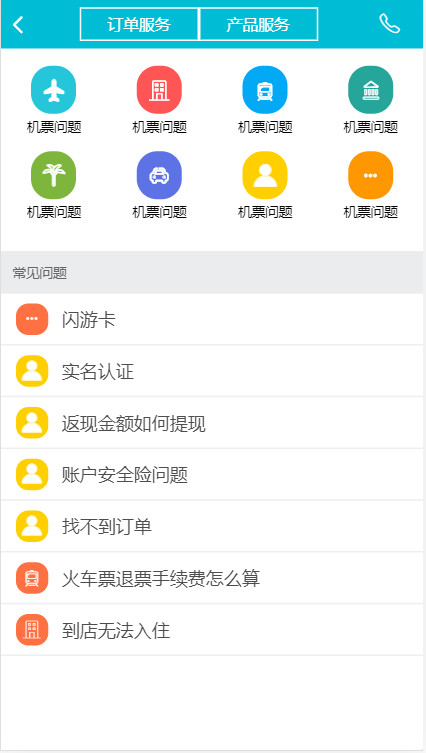 订单服务 产品服务
机票问题 机票问题 机票问题 机票问题
机票问题 机票问题 机票问题 机票问题
常见问题
闪游卡
实名认证
返现金额如何提现
账户安全险问题
找不到订单
火车票退票手续费怎么算
到店无法入住